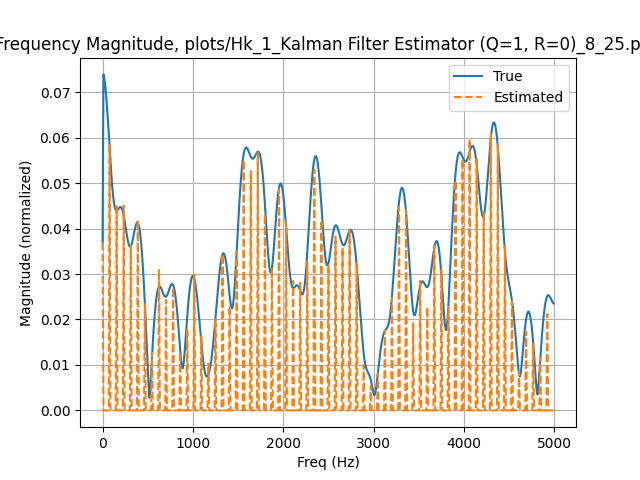 Frequency Magnitude, plots/Hk_1_Kalman Filter Estimator (Q=1, R=0)_8_25.p
True
Estimated
0.07
0.06
0.05
0.04
0.03
0.02
0.01
0.00
Magnitude (normalized)
0 1000 2000 3000 4000 5000
Freq (Hz)